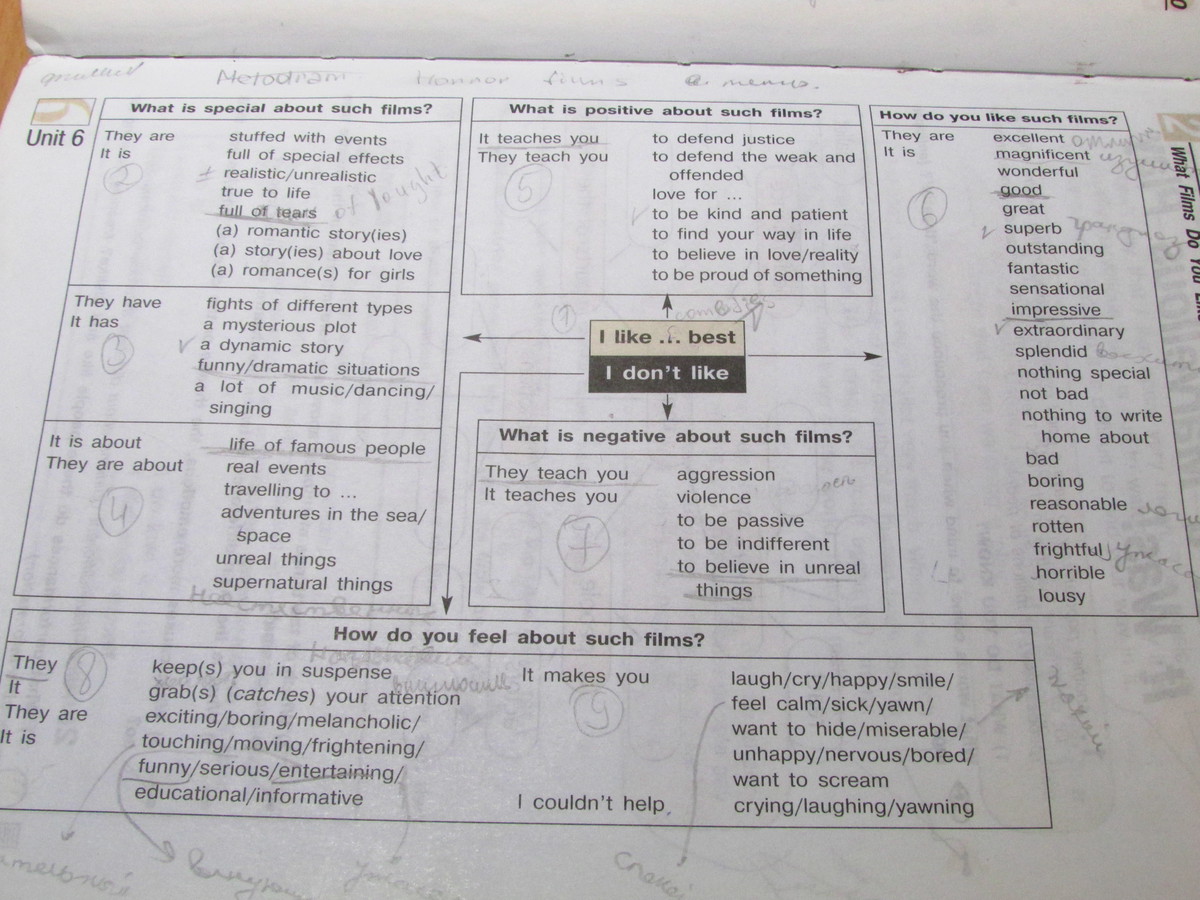 Horror films
Unit 6
What is special about such films?
They are
It is
2
stuffed with events
full of special effects
± realistic/unrealistic
true to life
full of tears
(a) romantic story(ies)
(a) story(ies) about love
(a) romance(s) for girls
They have
It has
3
fights of different types
a mysterious plot
a dynamic story
funny/dramatic situations
a lot of music/dancing/
singing
It is about
They are about
4
life of famous people
real events
travelling to ...
adventures in the sea/
space
unreal things
supernatural things
What is positive about such films?
It teaches you
They teach you
5
to defend justice
to defend the weak and
offended
love for ...
to be kind and patient
to find your way in life
to believe in love/reality
to be proud of something
1
comedies
I like ... best
I don't like
What is negative about such films?
They teach you
It teaches you
7
aggression
violence
to be passive
to be indifferent
to believe in unreal
things
How do you like such films?
They are
It is
6
excellent
magnificent
wonderful
good
great
superb
outstanding
fantastic
sensational
impressive
extraordinary
splendid
nothing special
not bad
nothing to write
home about
bad
boring
reasonable
rotten
frightful
horrible
lousy
What Films Do You
How do you feel about such films?
They
It
They are
It is
8
keep(s) you in suspense
grab(s) (catches) your attention
exciting/boring/melancholic/
touching/moving/frightening/
funny/serious/entertaining/
educational/informative
It makes you
9
laugh/cry/happy/smile/
feel calm/sick/yawn/
want to hide/miserable/
unhappy/nervous/bored/
want to scream
I couldn't help
crying/laughing/yawning